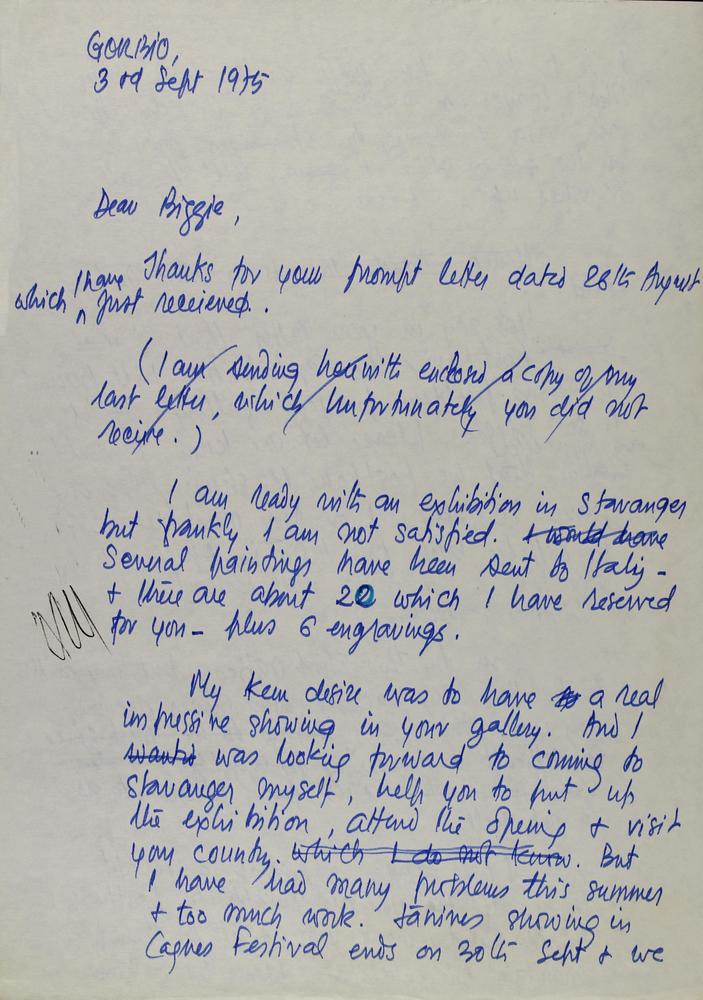 GORBIO,
3rd Sept 1975
Dear Biggie,
Thanks for your prompt letter dated 28th August
which I have just receieved.
(I am sending herewith enclosed a copy of my
last letter, which Unfortunately you did not
recieve.)
I am ready with an exhibition in Stavanger
but frankly I am not satisfied. I would have
Several paintings have been sent to Italy -
+ there are about 20 which I have reserved
for you - plus 6 engravings.
My keen desire was to have a real
impressive showing in your gallery. And I
wanted was looking forward to coming to
Stavanger myself, help you to put up
the exhibition, attend the opening + visit
your country. which I do not know. But
I have had many problems this summer
+ too much work. Janines showing in
Cagnes Festival ends on 30th Sept + we